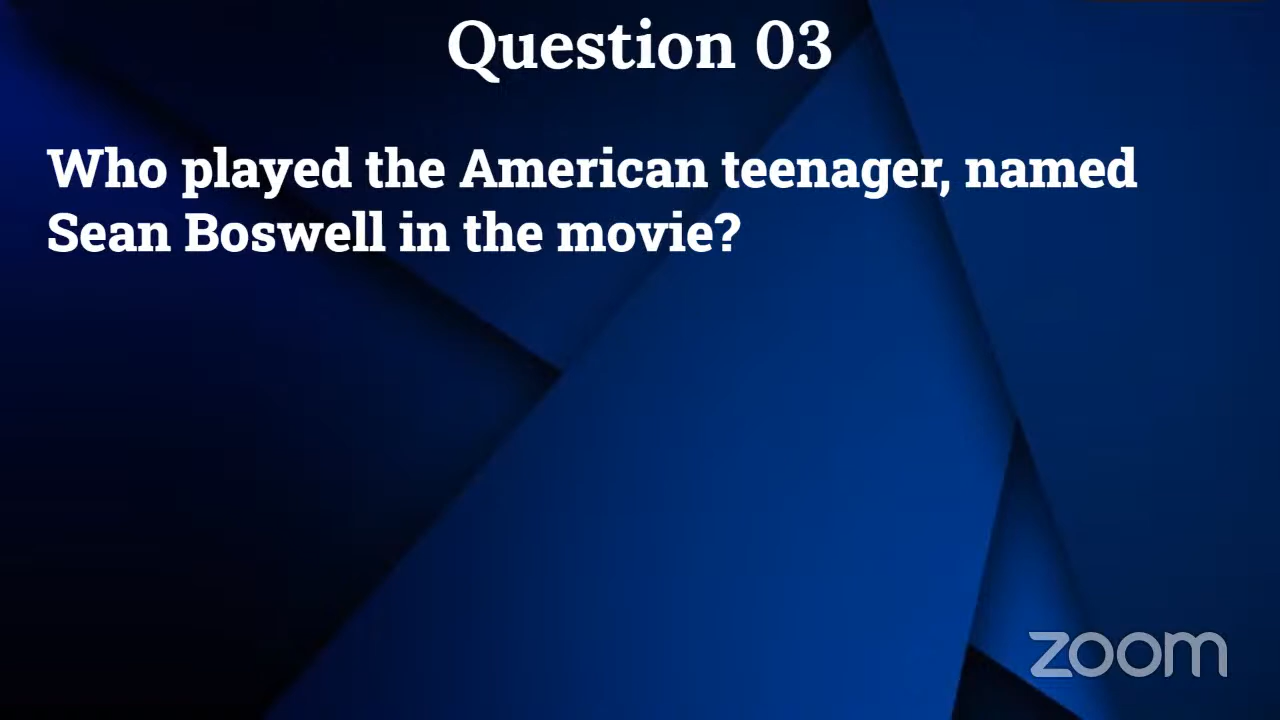 Question 03
Who played the American teenager, named
Sean Boswell in the movie?
zoom